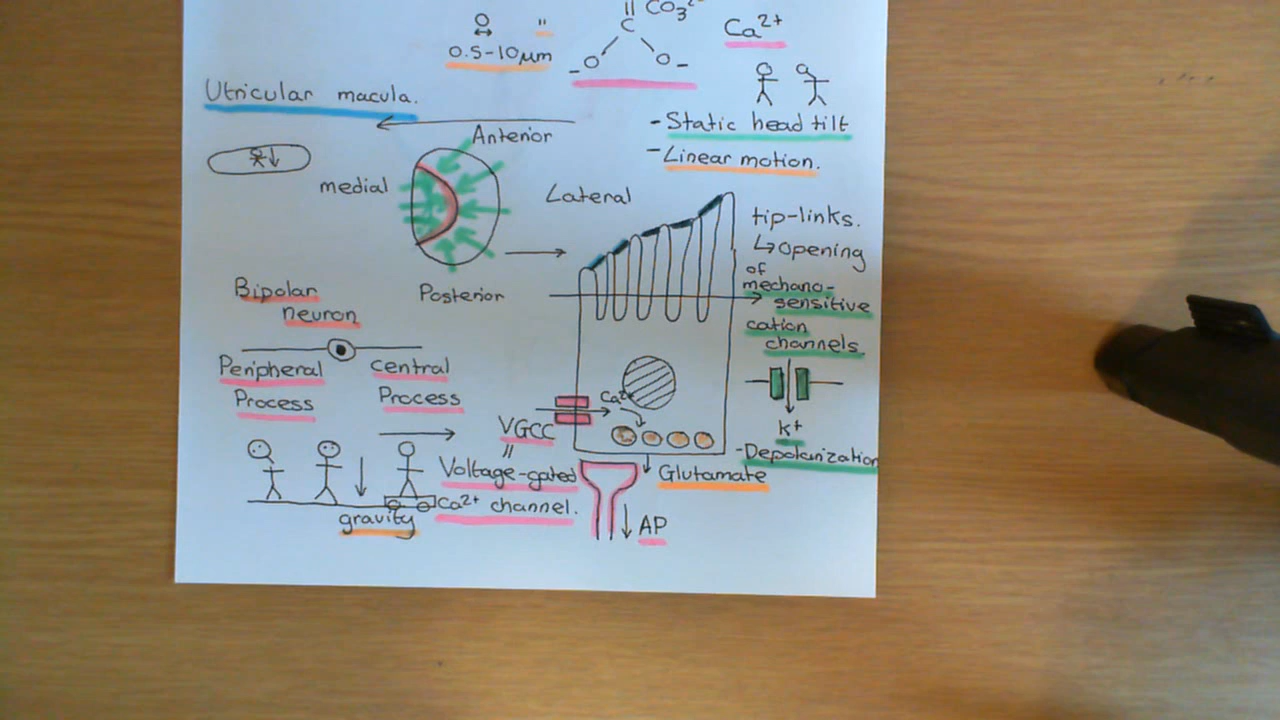 CO3²⁻
O "
0.5-10μm
C
-O O-
Ca²⁺
Utricular macula.
Anterior
- Static head tilt
- Linear motion.
medial
Lateral
tip-links.
↳ Opening
of
mechano-
sensitive
cation
channels.
Bipolar
neuron
Posterior
Peripheral
Process
central
Process
Ca²⁺
VGCC
"
Voltage-gated
Ca²⁺ channel.
K⁺
-Depolarization
Glutamate
gravity
AP